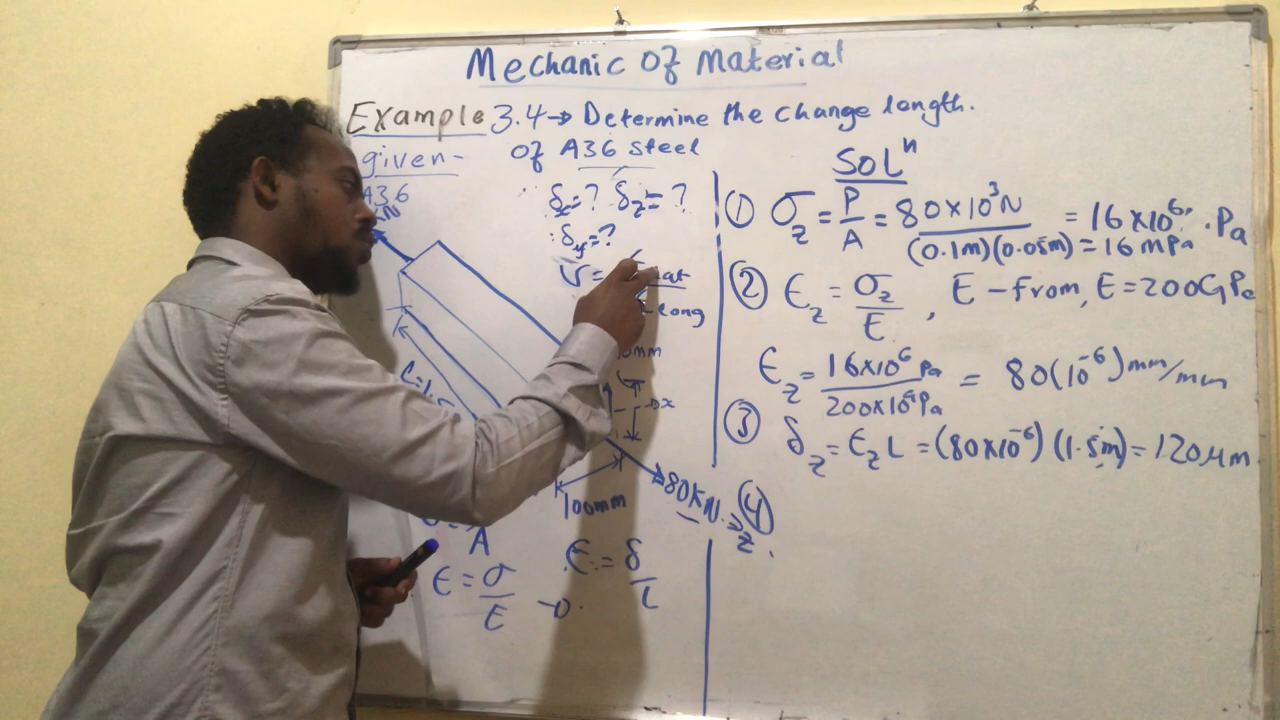 Mechanic of Material
Example 3.4→ Determine the change length.
of A36 steel
given-
A36
kN
δx=? δz=?
:δy=?
V= lat
long
mm
L=1.5
x
100mm
80KN
z
A
ϵ=σ/E
ϵ=δ/L
Solⁿ
① σz = P/A = 80×10³N/(0.1m)(0.05m) = 16×10⁶ .Pa
= 16 mPa
② ϵz = σz/E , E-from, E=200GPa
ϵz = 16×10⁶ Pa/200×10⁹Pa = 80(10⁻⁶)mm/mm
③ δz = ϵz L = (80×10⁻⁶)(1.5m) = 120μm
④